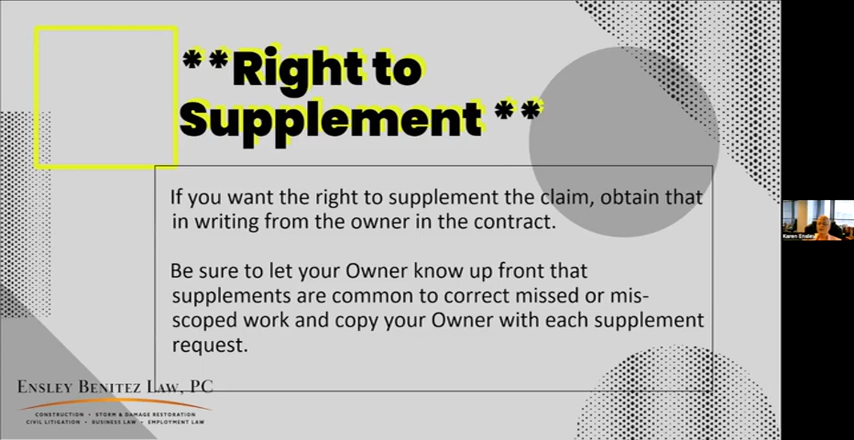 **Right to
Supplement **
If you want the right to supplement the claim, obtain that
in writing from the owner in the contract.
Be sure to let your Owner know up front that
supplements are common to correct missed or mis-
scoped work and copy your Owner with each supplement
request.
ENSLEY BENITEZ LAW, PC
CONSTRUCTION • STORM & DAMAGE RESTORATION
CIVIL LITIGATION • BUSINESS LAW • EMPLOYMENT LAW
Karen Ensley